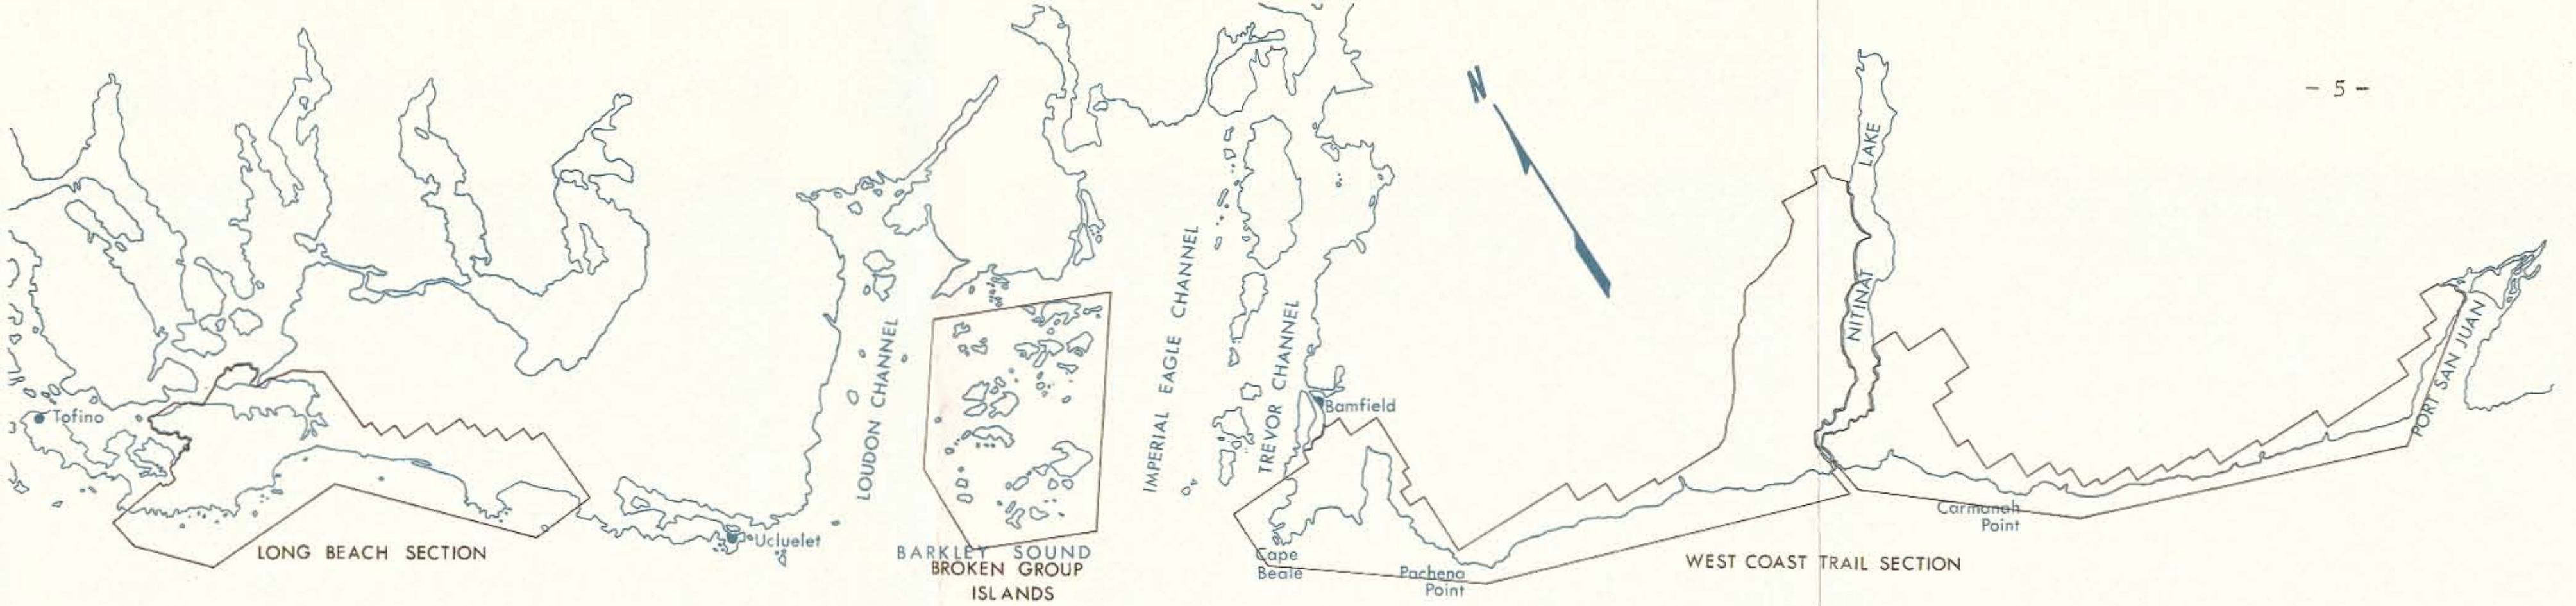 N
- 5 -
LAKE
NITINAT
PORT SAN JUAN
IMPERIAL EAGLE CHANNEL
TREVOR CHANNEL
LOUDON CHANNEL
Tofino
Bamfield
Carmanah
Point
Ucluelet
LONG BEACH SECTION
BARKLEY SOUND
BROKEN GROUP
ISLANDS
Cape
Beale
Pachena
Point
WEST COAST TRAIL SECTION